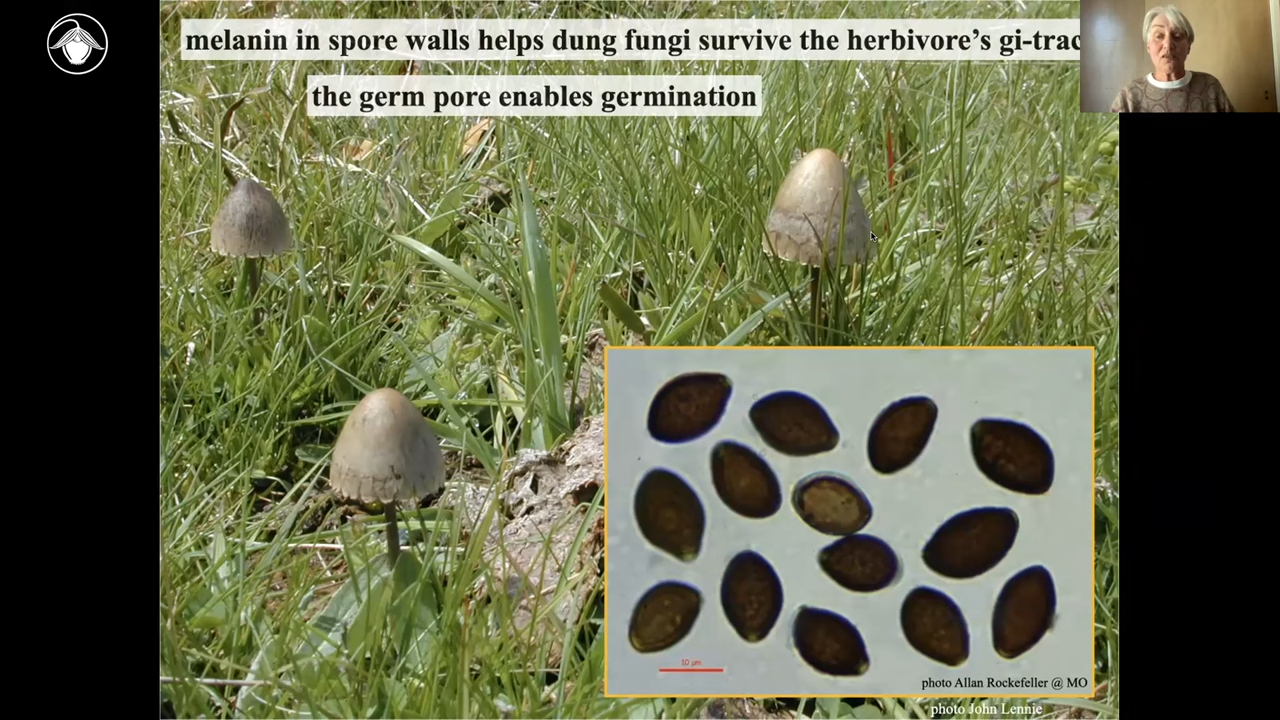 melanin in spore walls helps dung fungi survive the herbivore's gi-trac
the germ pore enables germination
10 µm
photo Allan Rockefeller @ MO
photo John Lennie